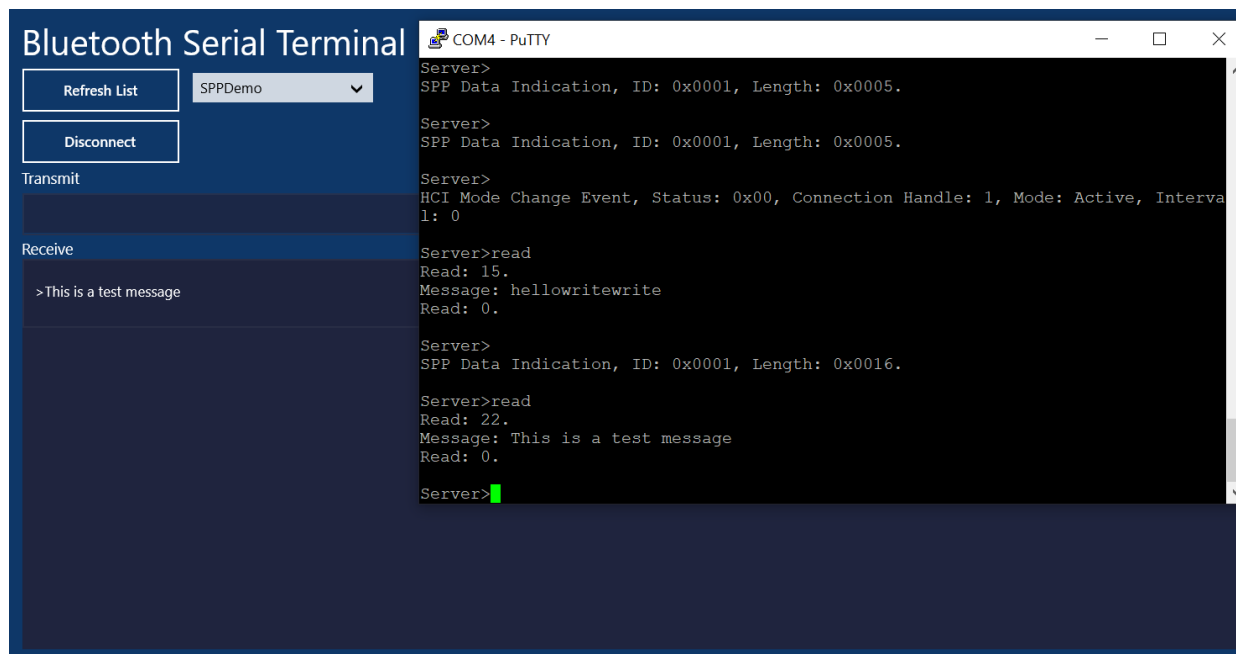 Bluetooth Serial Terminal
Refresh List
SPPDemo
Disconnect
Transmit
Receive
>This is a test message
COM4 - PuTTY
Server>
SPP Data Indication, ID: 0x0001, Length: 0x0005.
Server>
SPP Data Indication, ID: 0x0001, Length: 0x0005.
Server>
HCI Mode Change Event, Status: 0x00, Connection Handle: 1, Mode: Active, Interva
l: 0
Server>read
Read: 15.
Message: hellowritewrite
Read: 0.
Server>
SPP Data Indication, ID: 0x0001, Length: 0x0016.
Server>read
Read: 22.
Message: This is a test message
Read: 0.
Server>